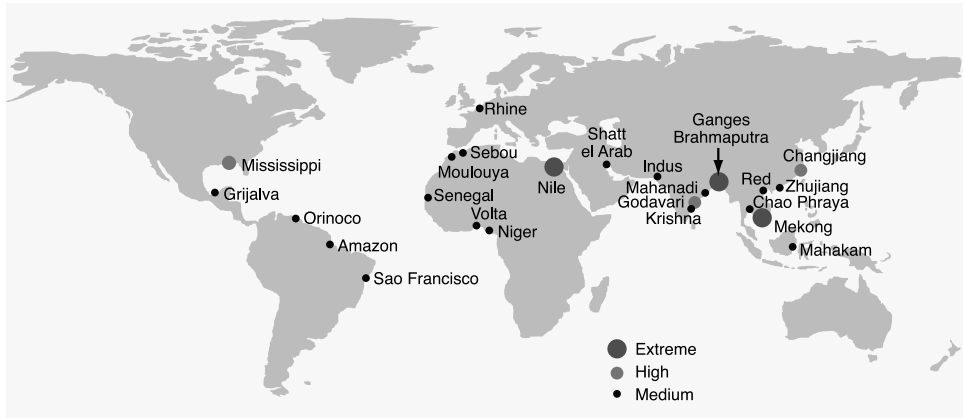 Rhine
Ganges
Brahmaputra
Shatt
el Arab
Changjiang
Mississippi
Sebou
Moulouya
Nile
Indus
Red
Zhujiang
Grijalva
Senegal
Mahanadi
Godavari
Krishna
Chao Phraya
Orinoco
Volta
Niger
Mekong
Amazon
Mahakam
Sao Francisco
Extreme
High
Medium